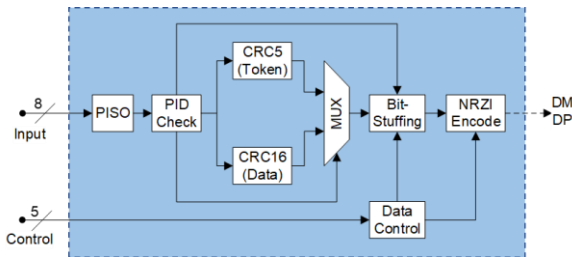 CRC5
(Token)
8
PISO
PID
Check
MUX
Bit-
Stuffing
NRZI
Encode
DM
DP
Input
CRC16
(Data)
5
Control
Data
Control